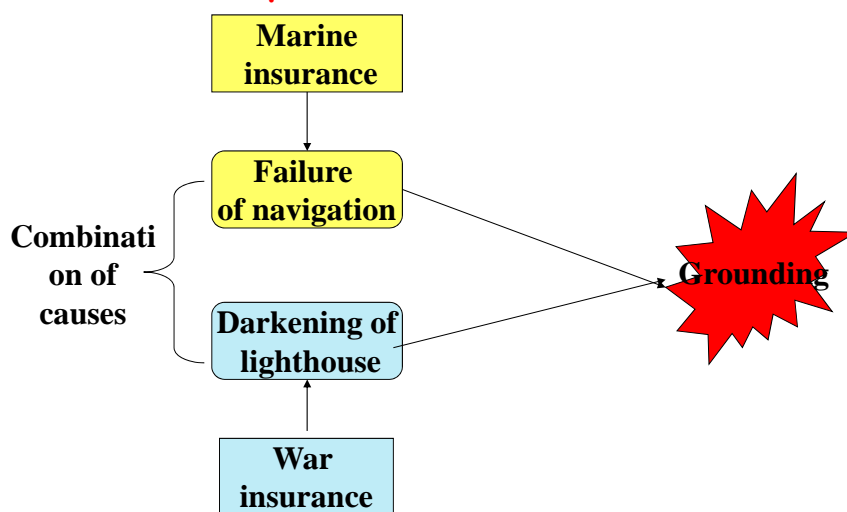 Marine
insurance
Failure
of navigation
Combinati
on of
causes
Grounding
Darkening of
lighthouse
War
insurance